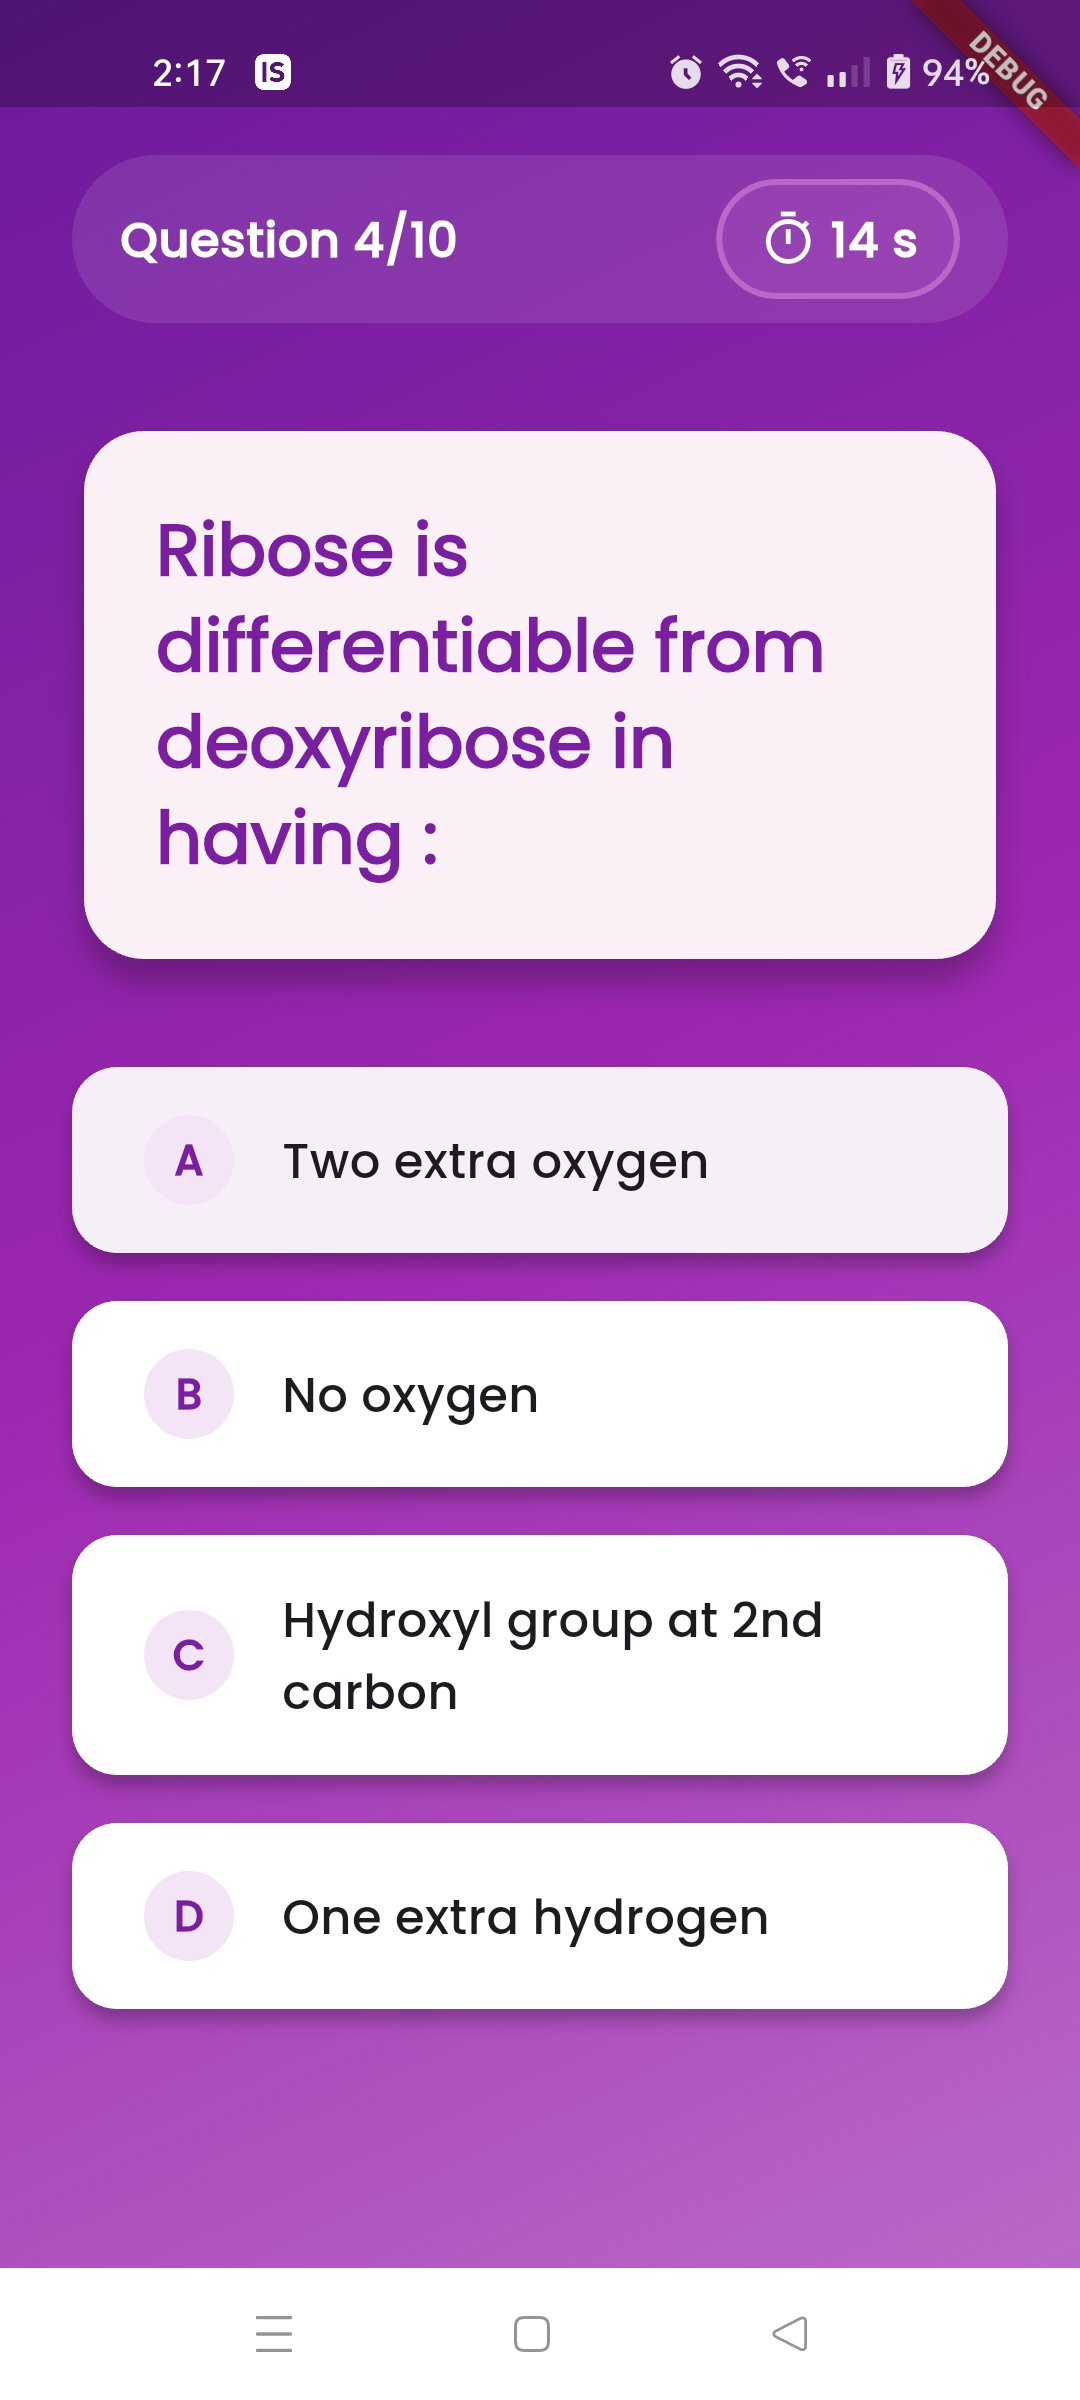 2:17 IS 94%
DEBUG
Question 4/10 14 s
Ribose is
differentiable from
deoxyribose in
having :
A Two extra oxygen
B No oxygen
C Hydroxyl group at 2nd
carbon
D One extra hydrogen